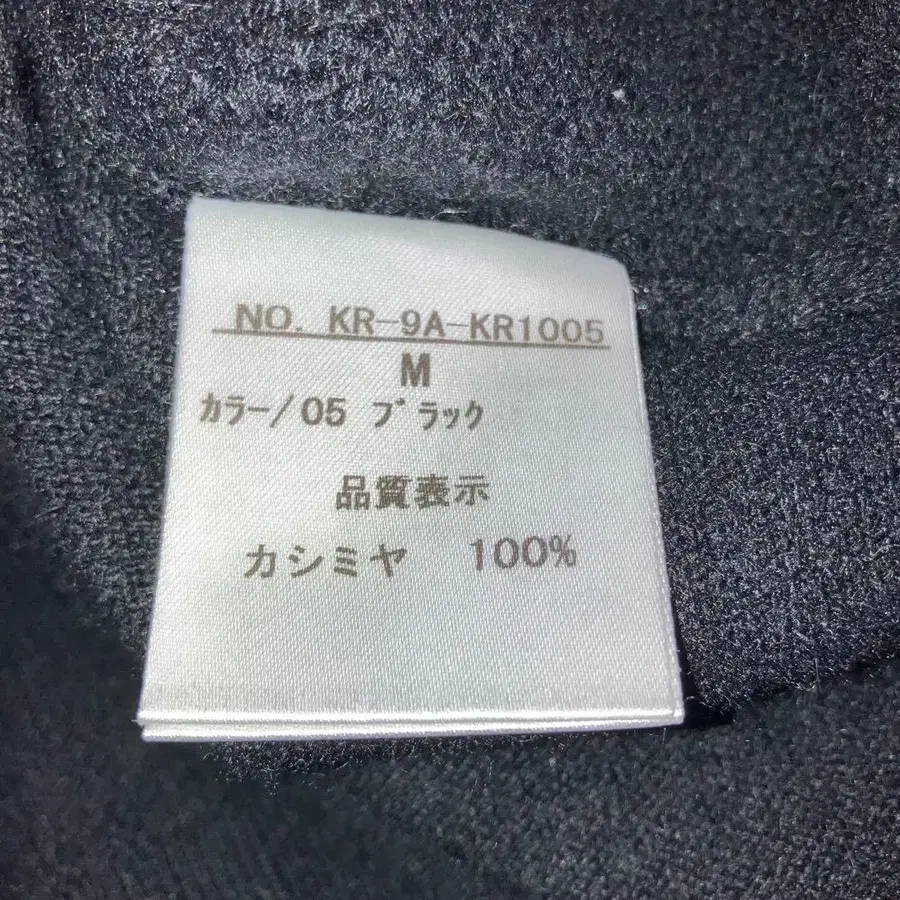 NO. KR-9A-KR1005
M
カラー/05 ブラック
品質表示
カシミヤ 100%